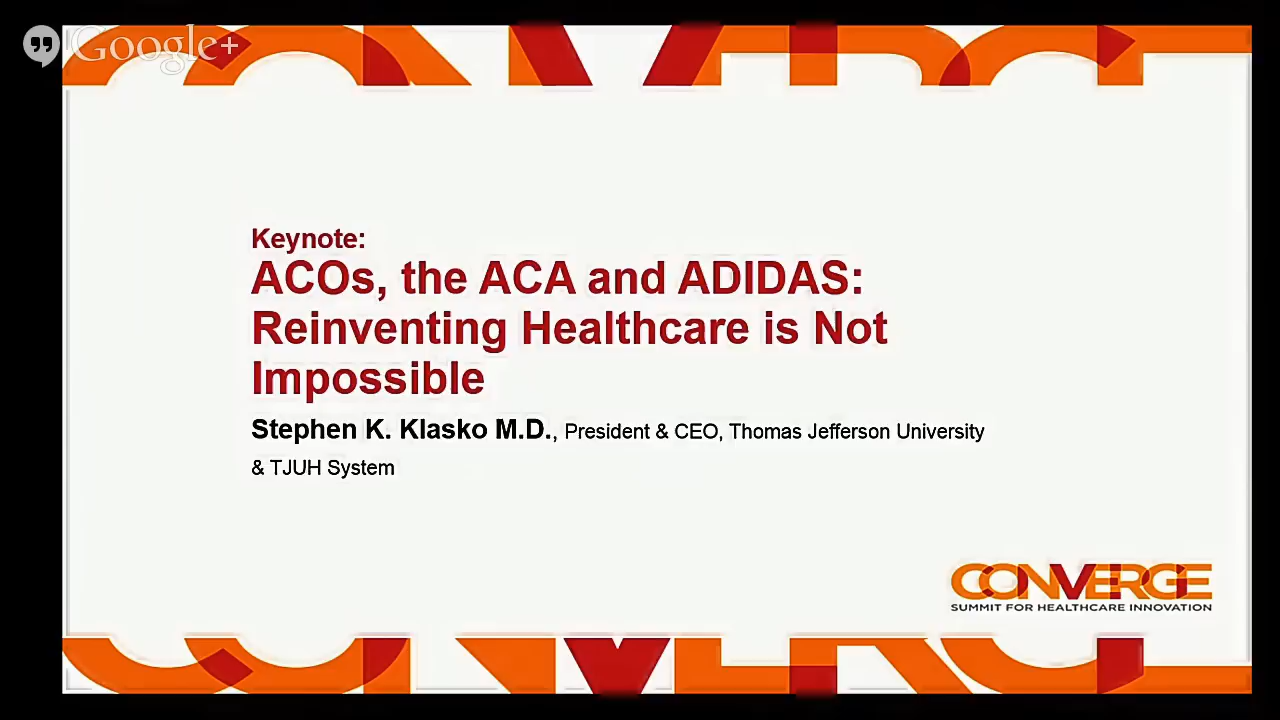 Google+
Keynote:
ACOs, the ACA and ADIDAS:
Reinventing Healthcare is Not
Impossible
Stephen K. Klasko M.D., President & CEO, Thomas Jefferson University
& TJUH System
CONVERGE
SUMMIT FOR HEALTHCARE INNOVATION